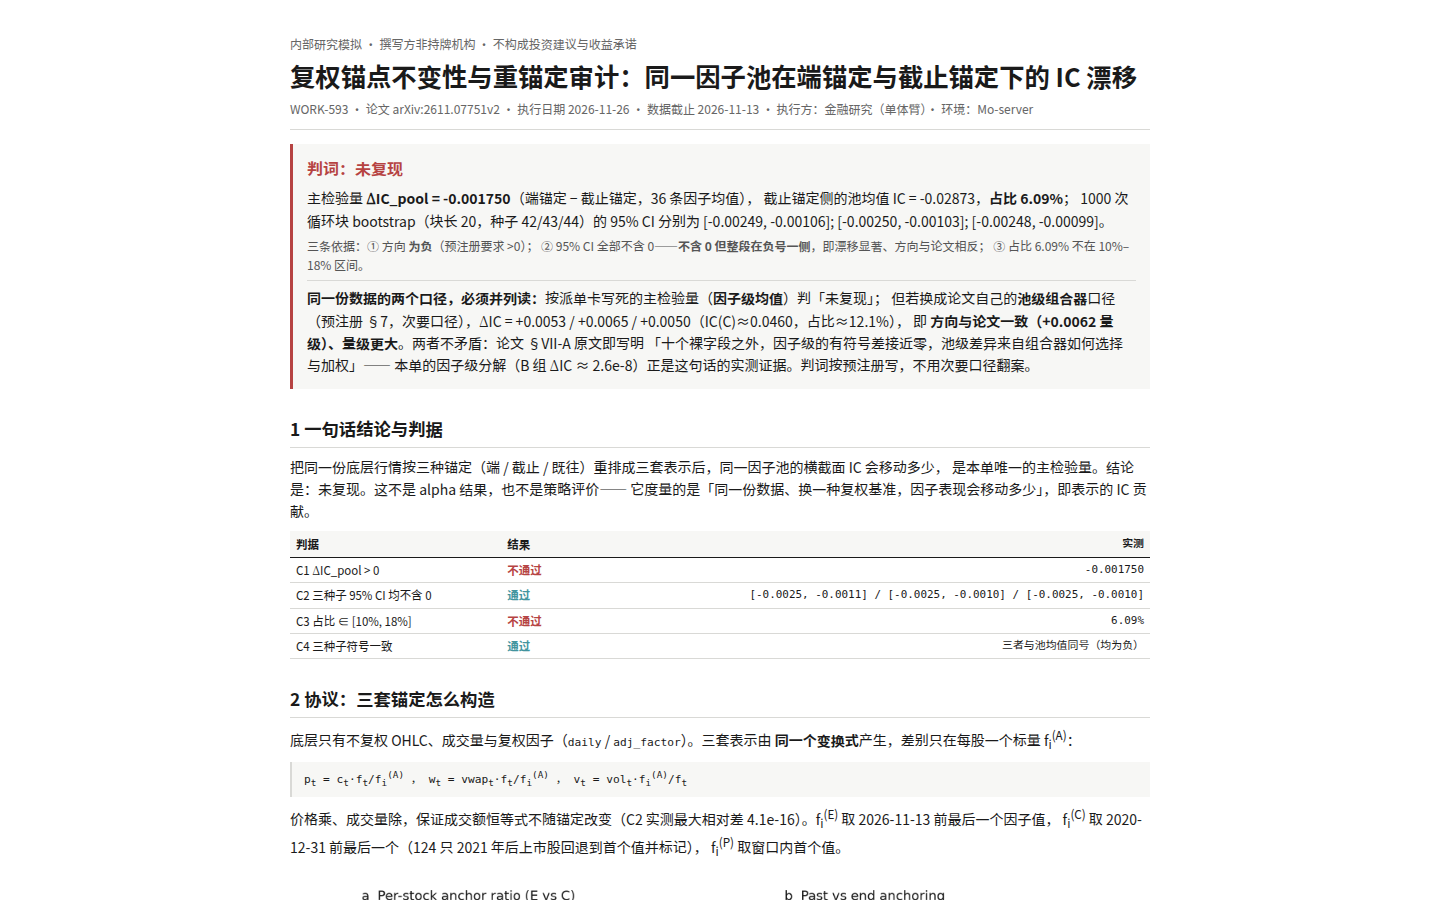 内部研究模拟 · 撰写方非持牌机构 · 不构成投资建议与收益承诺
复权锚点不变性与重锚定审计：同一因子池在端锚定与截止锚定下的 IC 漂移
WORK-593 · 论文 arXiv:2611.07751v2 · 执行日期 2026-11-26 · 数据截止 2026-11-13 · 执行方：金融研究（单体臂）· 环境：Mo-server
判词：未复现
主检验量 ΔIC_pool = -0.001750（端锚定 − 截止锚定，36 条因子均值）， 截止锚定侧的池均值 IC = -0.02873，占比 6.09%； 1000 次
循环块 bootstrap（块长 20，种子 42/43/44）的 95% CI 分别为 [-0.00249, -0.00106]; [-0.00250, -0.00103]; [-0.00248, -0.00099]。
三条依据：① 方向 为负（预注册要求 >0）； ② 95% CI 全部不含 0——不含 0 但整段在负号一侧，即漂移显著、方向与论文相反； ③ 占比 6.09% 不在 10%–
18% 区间。
同一份数据的两个口径，必须并列读：按派单卡写死的主检验量（因子级均值）判「未复现」； 但若换成论文自己的池级组合器口径
（预注册 §7，次要口径），ΔIC = +0.0053 / +0.0065 / +0.0050（IC(C)≈0.0460，占比≈12.1%）， 即 方向与论文一致（+0.0062 量
级）、量级更大。两者不矛盾：论文 §VII-A 原文即写明 「十个裸字段之外，因子级的有符号差接近零，池级差异来自组合器如何选择
与加权」—— 本单的因子级分解（B 组 ΔIC ≈ 2.6e-8）正是这句话的实测证据。判词按预注册写，不用次要口径翻案。
1 一句话结论与判据
把同一份底层行情按三种锚定（端 / 截止 / 既往）重排成三套表示后，同一因子池的横截面 IC 会移动多少， 是本单唯一的主检验量。结论
是：未复现。这不是 alpha 结果，也不是策略评价—— 它度量的是「同一份数据、换一种复权基准，因子表现会移动多少」，即表示的 IC 贡
献。
判据 结果 实测
C1 ΔIC_pool > 0 不通过 -0.001750
C2 三种子 95% CI 均不含 0 通过 [-0.0025, -0.0011] / [-0.0025, -0.0010] / [-0.0025, -0.0010]
C3 占比 ∈ [10%, 18%] 不通过 6.09%
C4 三种子符号一致 通过 三者与池均值同号（均为负）
2 协议：三套锚定怎么构造
底层只有不复权 OHLC、成交量与复权因子（daily / adj_factor）。三套表示由 同一个变换式产生，差别只在每股一个标量 fi(A)：
pt = ct·ft/fi(A) ， wt = vwapt·ft/fi(A) ， vt = volt·fi(A)/ft
价格乘、成交量除，保证成交额恒等式不随锚定改变（C2 实测最大相对差 4.1e-16）。fi(E) 取 2026-11-13 前最后一个因子值， fi(C) 取 2020-
12-31 前最后一个（124 只 2021 年后上市股回退到首个值并标记）， fi(P) 取窗口内首个值。
a Per-stock anchor ratio (E vs C) b Past vs end anchoring